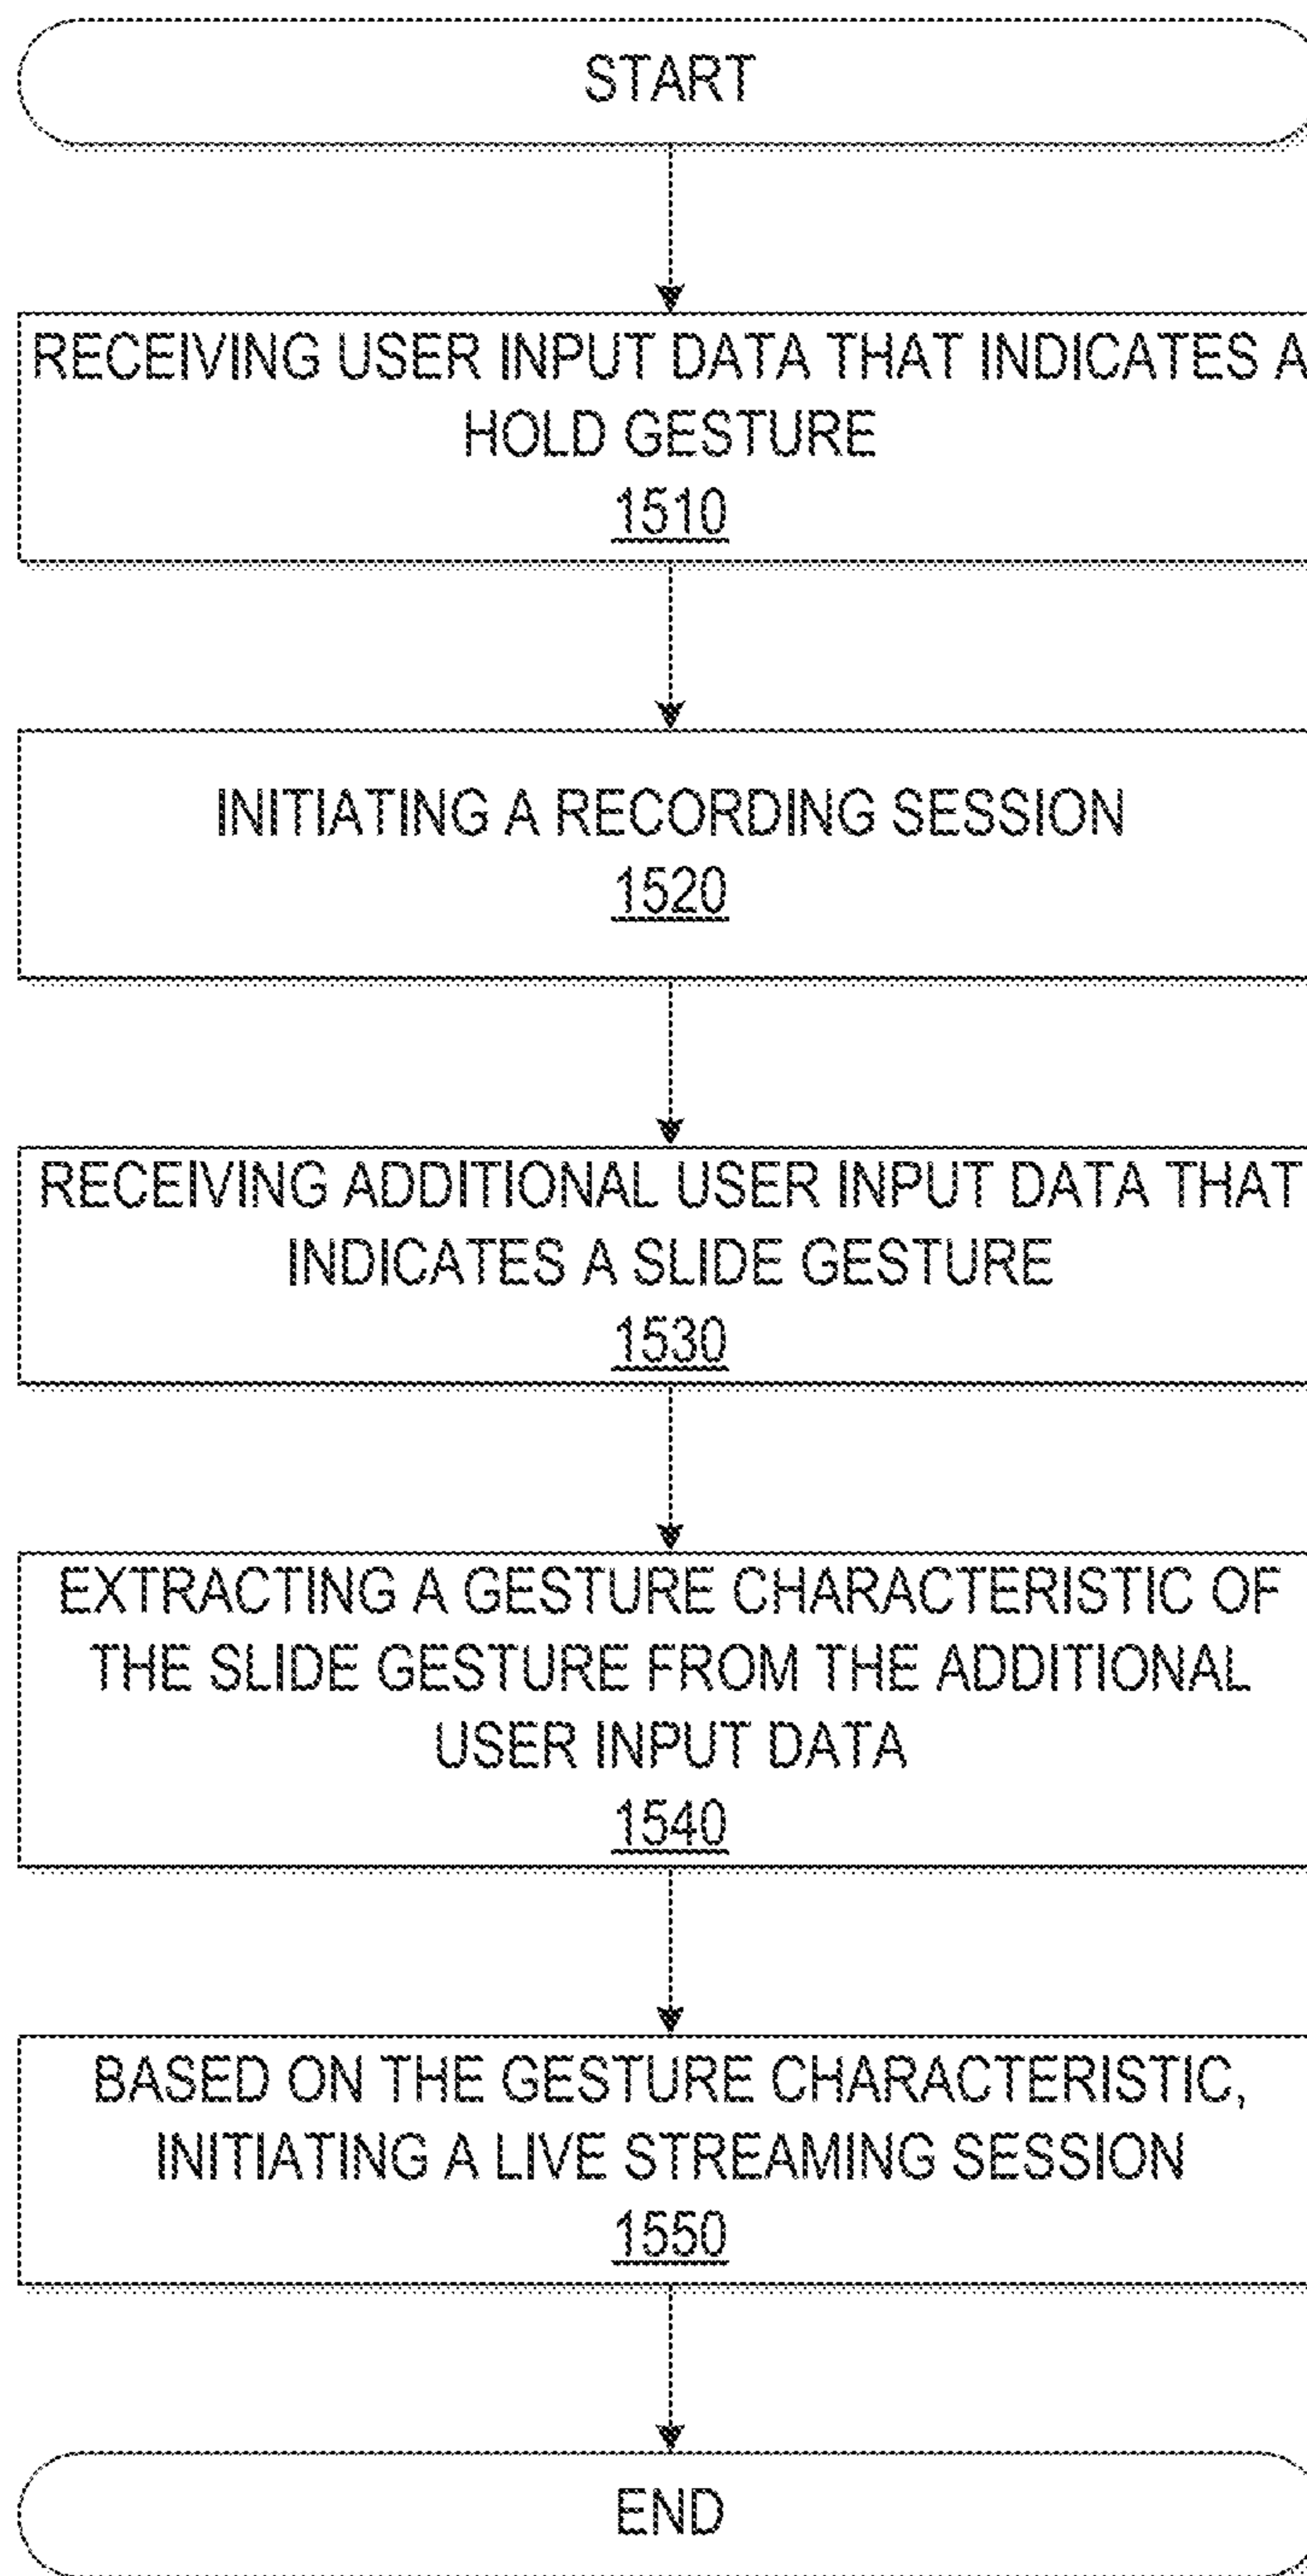 START
RECEIVING USER INPUT DATA THAT INDICATES A
HOLD GESTURE
1510
INITIATING A RECORDING SESSION
1520
RECEIVING ADDITIONAL USER INPUT DATA THAT
INDICATES A SLIDE GESTURE
1530
EXTRACTING A GESTURE CHARACTERISTIC OF
THE SLIDE GESTURE FROM THE ADDITIONAL
USER INPUT DATA
1540
BASED ON THE GESTURE CHARACTERISTIC,
INITIATING A LIVE STREAMING SESSION
1550
END